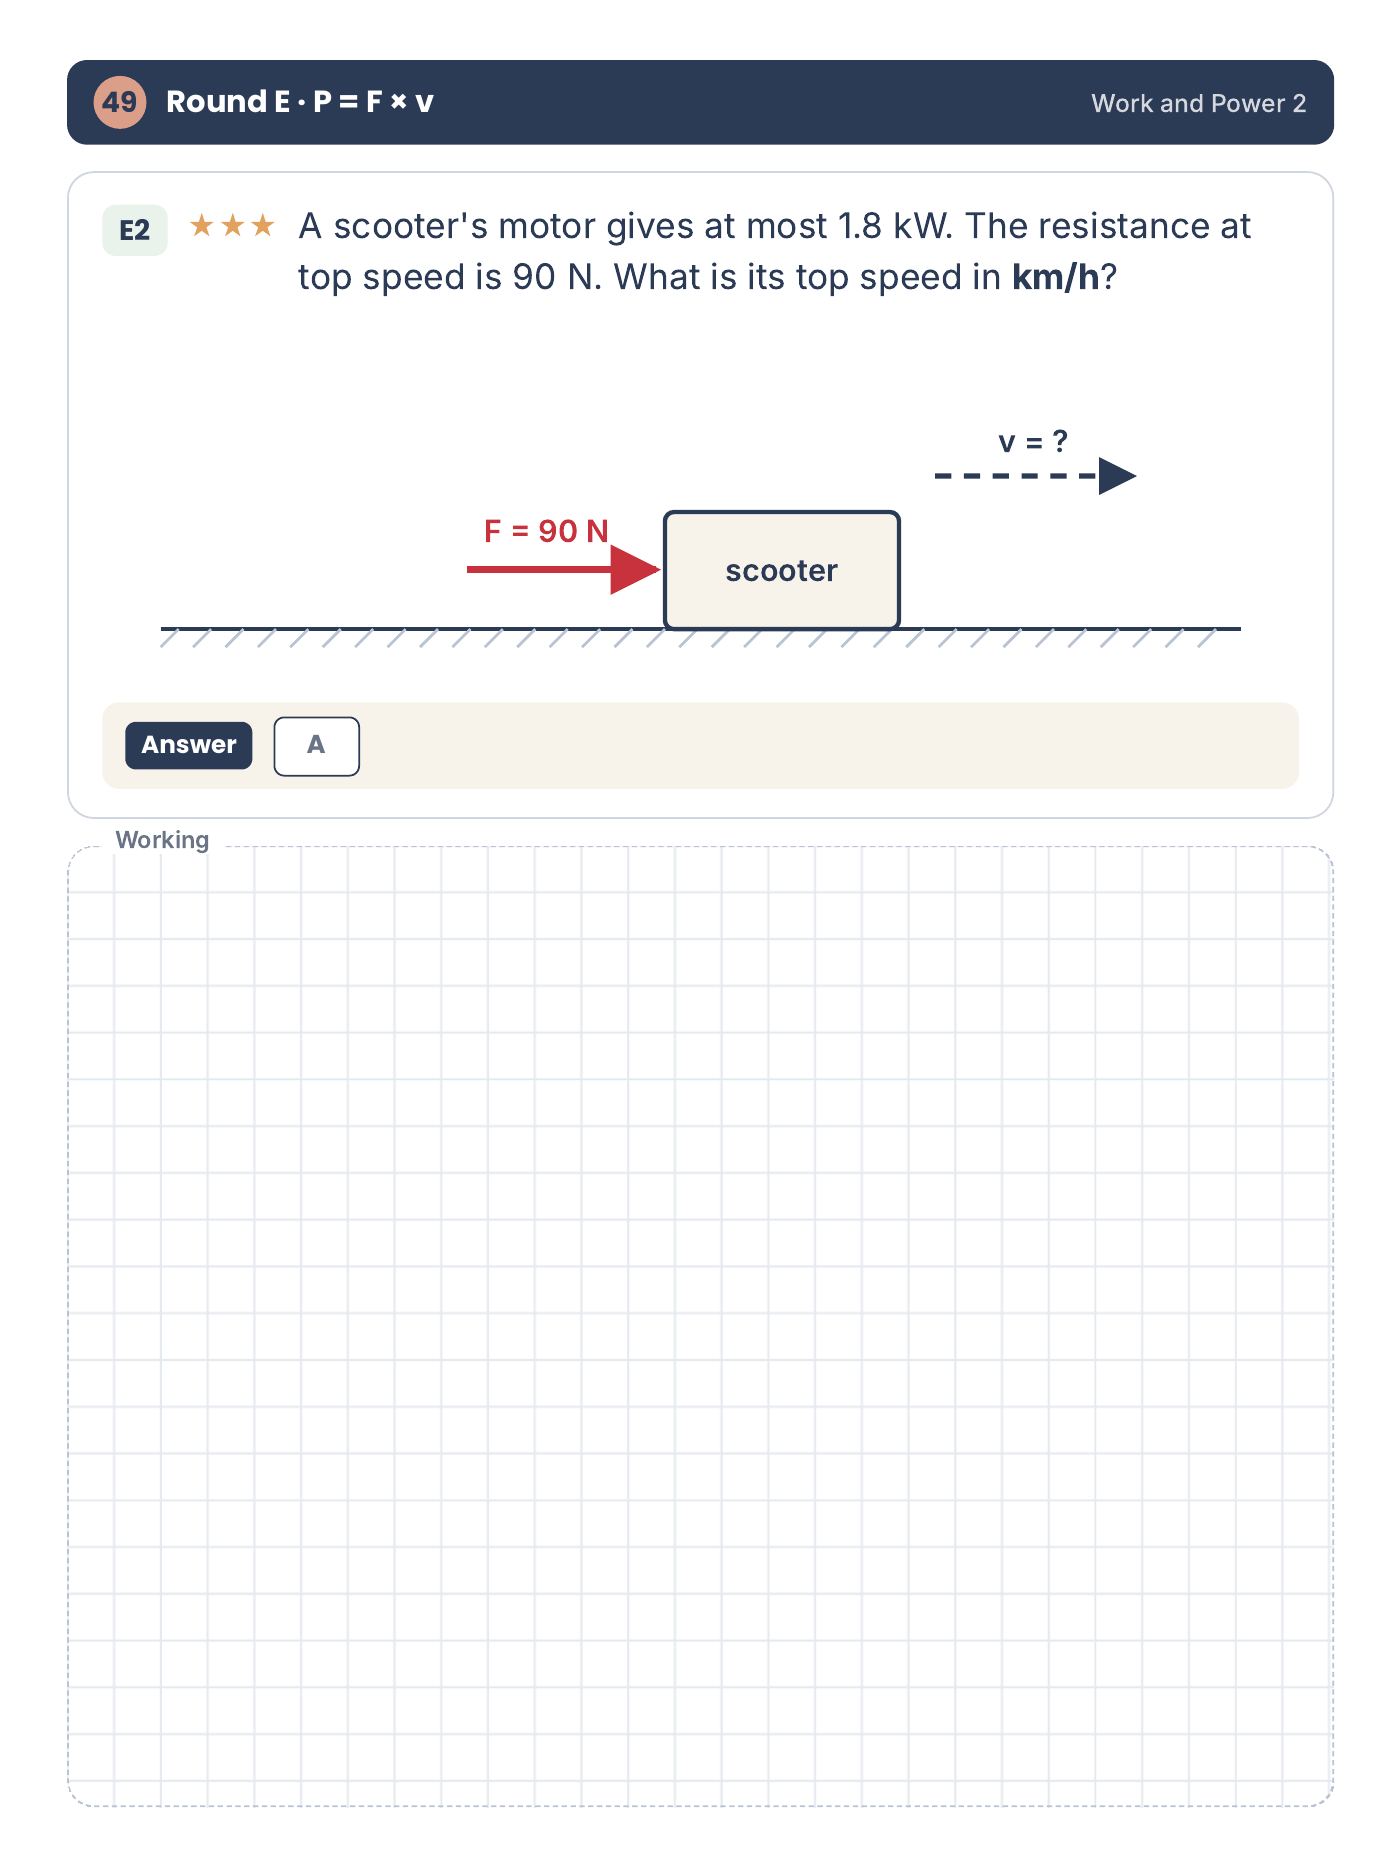 49 Round E · P = F × v
Work and Power 2
E2 ★★★ A scooter's motor gives at most 1.8 kW. The resistance at
top speed is 90 N. What is its top speed in km/h?
v = ?
F = 90 N
scooter
Answer A
Working